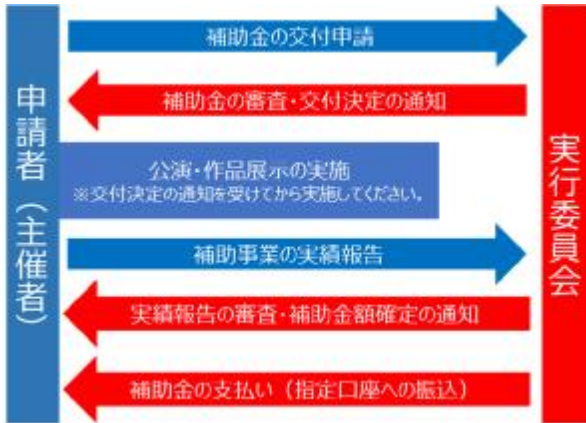 申請者（主催者）
補助金の交付申請
補助金の審査・交付決定の通知
公演・作品展示の実施
※交付決定の通知を受けてから実施してください。
補助事業の実績報告
実績報告の審査・補助金額確定の通知
補助金の支払い（指定口座への振込）
実行委員会